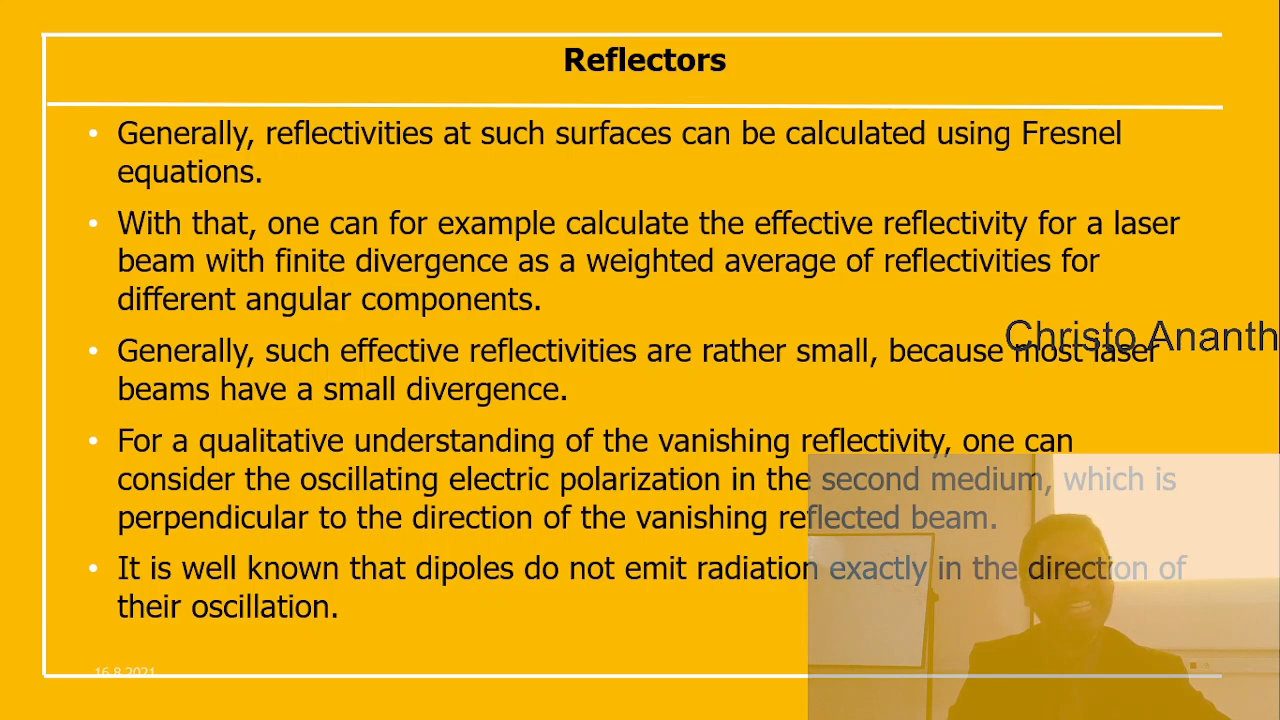 Reflectors
• Generally, reflectivities at such surfaces can be calculated using Fresnel
equations.
• With that, one can for example calculate the effective reflectivity for a laser
beam with finite divergence as a weighted average of reflectivities for
different angular components.
Christo Ananth
• Generally, such effective reflectivities are rather small, because most laser
beams have a small divergence.
• For a qualitative understanding of the vanishing reflectivity, one can
consider the oscillating electric polarization in the second medium, which is
perpendicular to the direction of the vanishing reflected beam.
• It is well known that dipoles do not emit radiation exactly in the direction of
their oscillation.
16.8.2021